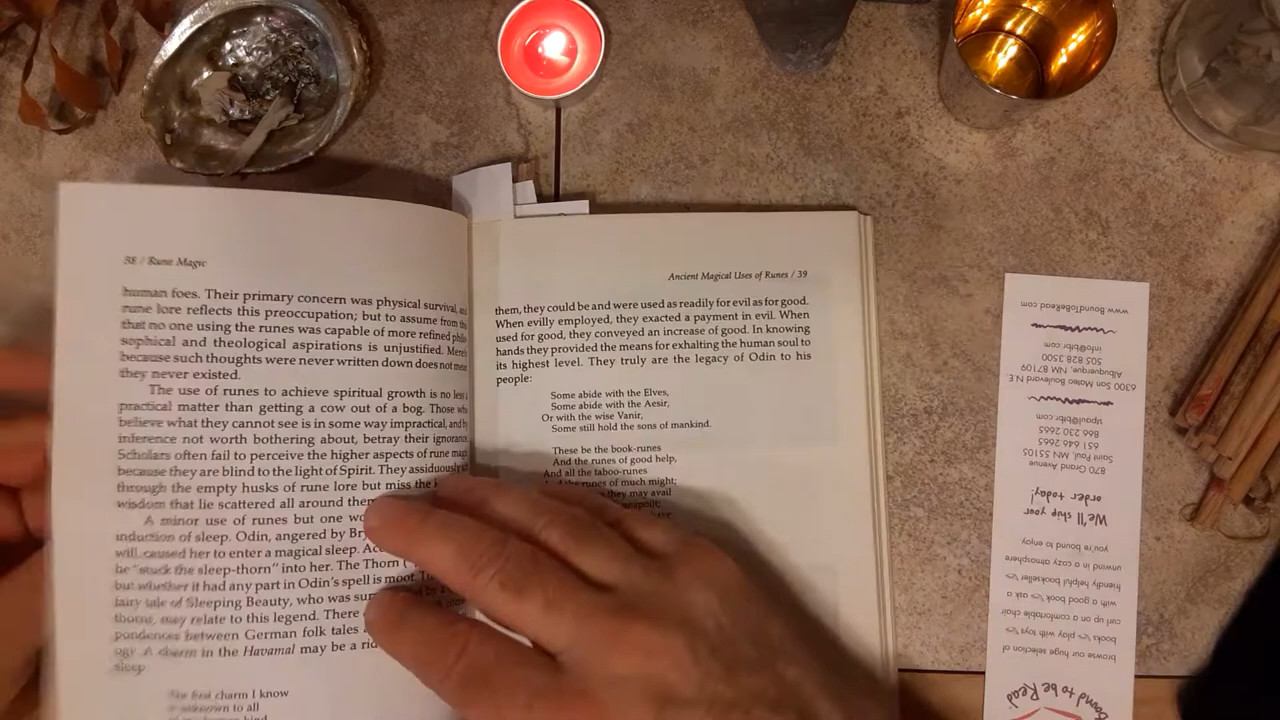 38 / Rune Magic
human foes. Their primary concern was physical survival, and
rune lore reflects this preoccupation; but to assume from this
that no one using the runes was capable of more refined philo-
sophical and theological aspirations is unjustified. Merely
because such thoughts were never written down does not mean
they never existed.
The use of runes to achieve spiritual growth is no less a
practical matter than getting a cow out of a bog. Those who
believe what they cannot see is in some way impractical, and by
inference not worth bothering about, betray their ignorance.
Scholars often fail to perceive the higher aspects of rune magic
because they are blind to the light of Spirit. They assiduously
through the empty husks of rune lore but miss the
wisdom that lie scattered all around them
A minor use of runes but one
induction of sleep. Odin, angered by
will, caused her to enter a magical sleep.
he "stuck the sleep-thorn" into her. The Thorn (
but whether it had any part in Odin's spell is moot.
fairy tale of Sleeping Beauty, who was
thorns, may relate to this legend. There
pondences between German folk tales
ogy. A charm in the Havamal may be a
sleep
The first charm I know
is unknown to all
Ancient Magical Uses of Runes / 39
them, they could be and were used as readily for evil as for good.
When evilly employed, they exacted a payment in evil. When
used for good, they conveyed an increase of good. In knowing
hands they provided the means for exalting the human soul to
its highest level. They truly are the legacy of Odin to his
people:
Some abide with the Elves,
Some abide with the Aesir,
Or with the wise Vanir,
Some still hold the sons of mankind.
These be the book-runes
And the runes of good help,
And all the taboo-runes
And the runes of much might;
they may avail
Bound to be Read
browse our huge selection of
books play with toys
curl up on a comfortable chair
with a good book ask a
friendly helpful bookseller
unwind in a cozy atmosphere
you're bound to enjoy
We'll ship your
order today!
870 Grand Avenue
Saint Paul, MN 55105
651 646 2665
866 230 2665
stpaul@btbr.com
6300 San Mateo Boulevard N.E.
Albuquerque, NM 87109
505 828 3500
info@btbr.com
www.BoundToBeRead.com